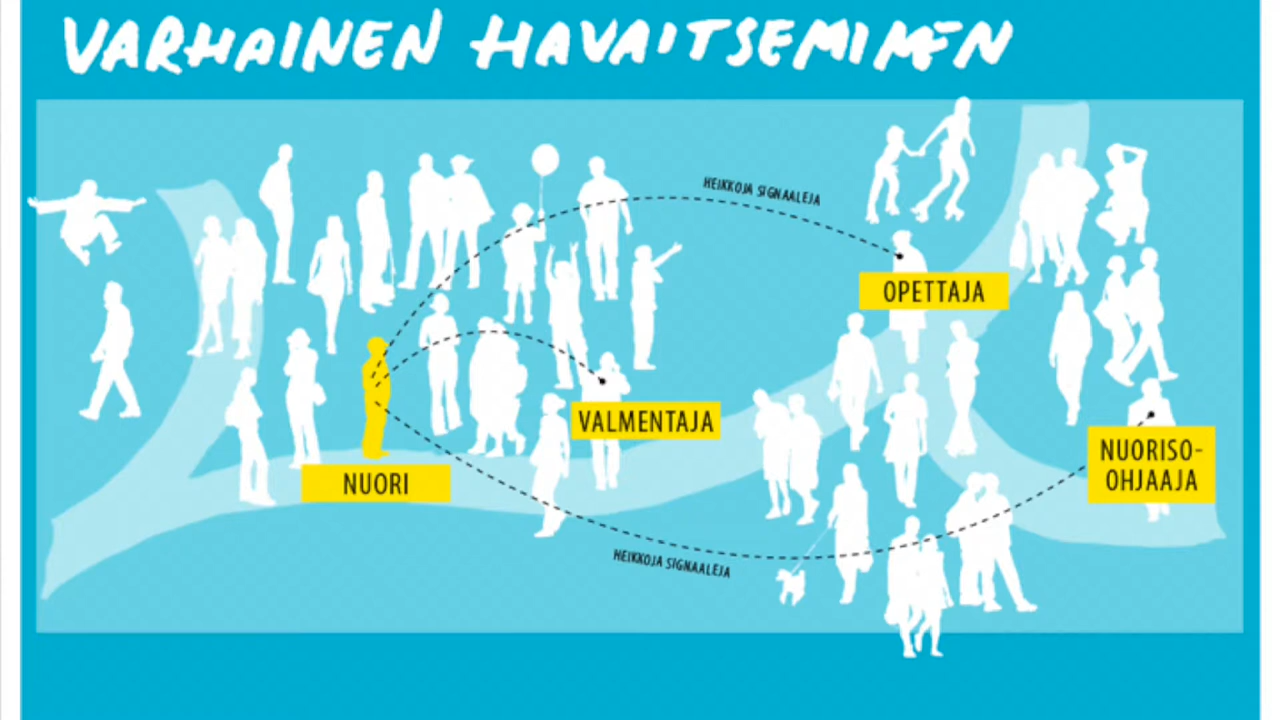 VARHAINEN HAVAITSEMINEN
HEIKKOJA SIGNAALEJA
OPETTAJA
VALMENTAJA
NUORI
NUORISO-
OHJAAJA
HEIKKOJA SIGNAALEJA